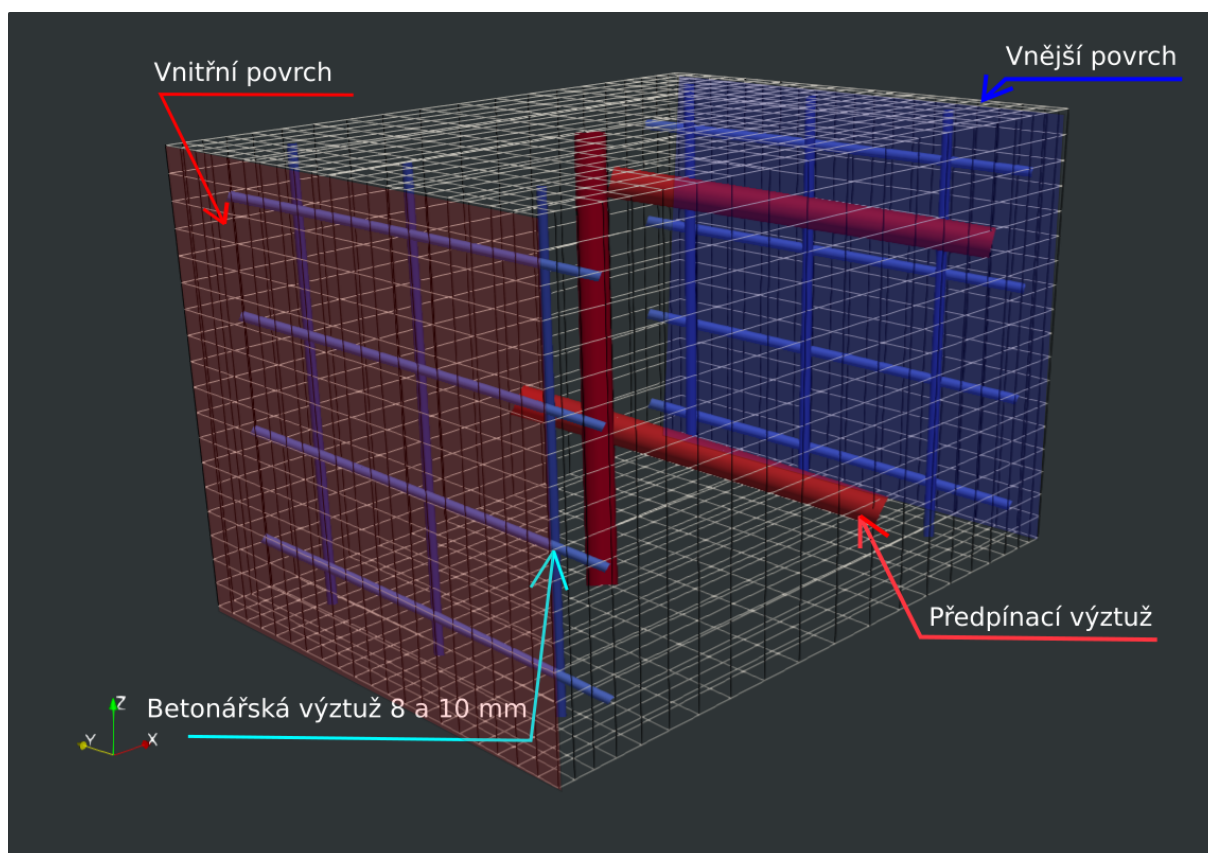 Vnější povrch
Vnitřní povrch
Předpínací výztuž
Betonářská výztuž 8 a 10 mm
Z
Y
X